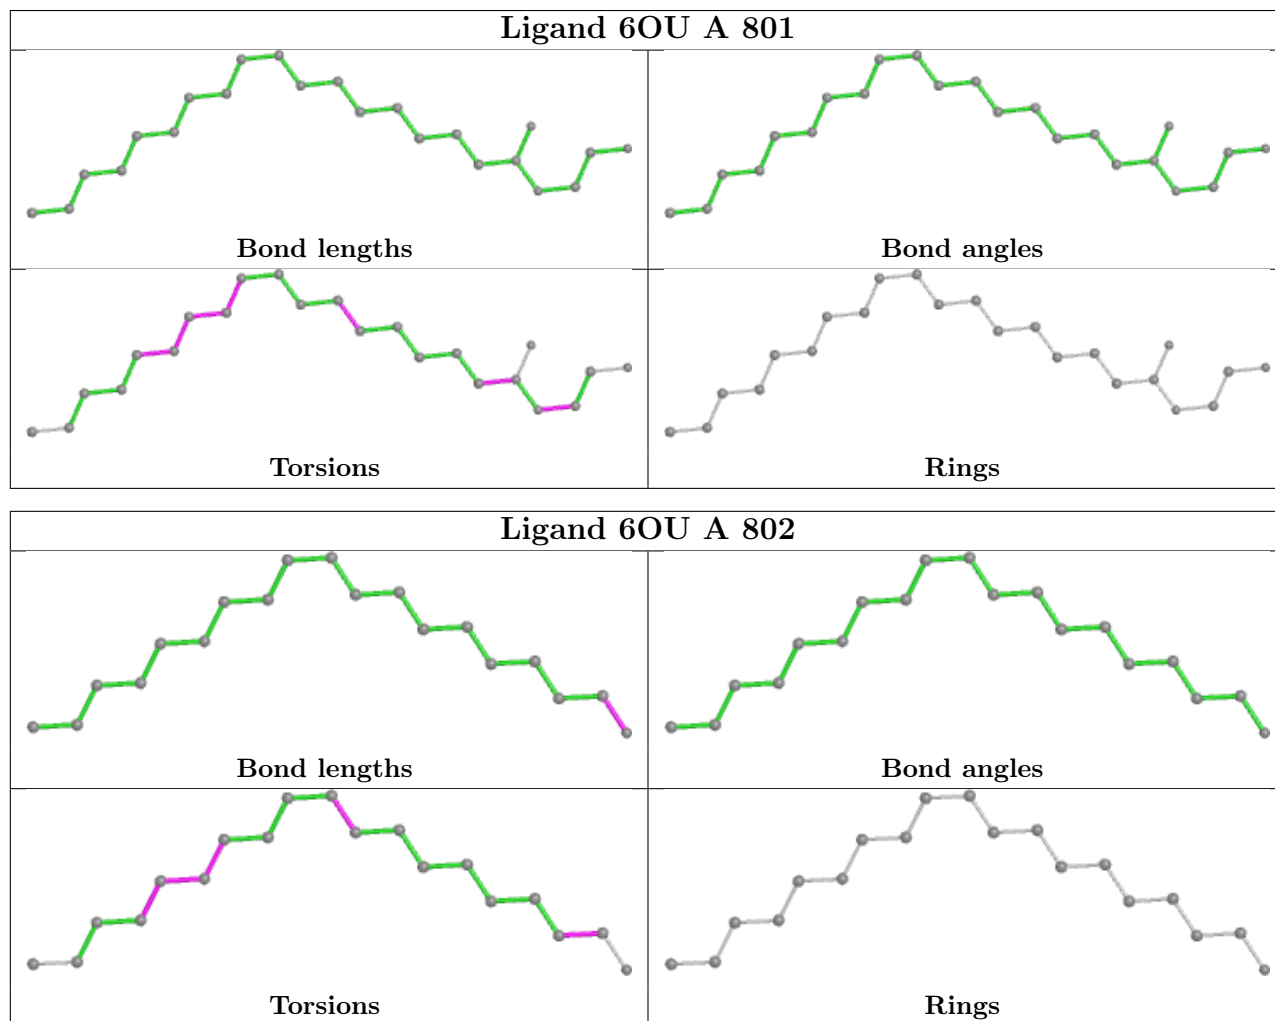 Ligand 6OU A 801
Bond lengths
Bond angles
Torsions
Rings
Ligand 6OU A 802
Bond lengths
Bond angles
Torsions
Rings